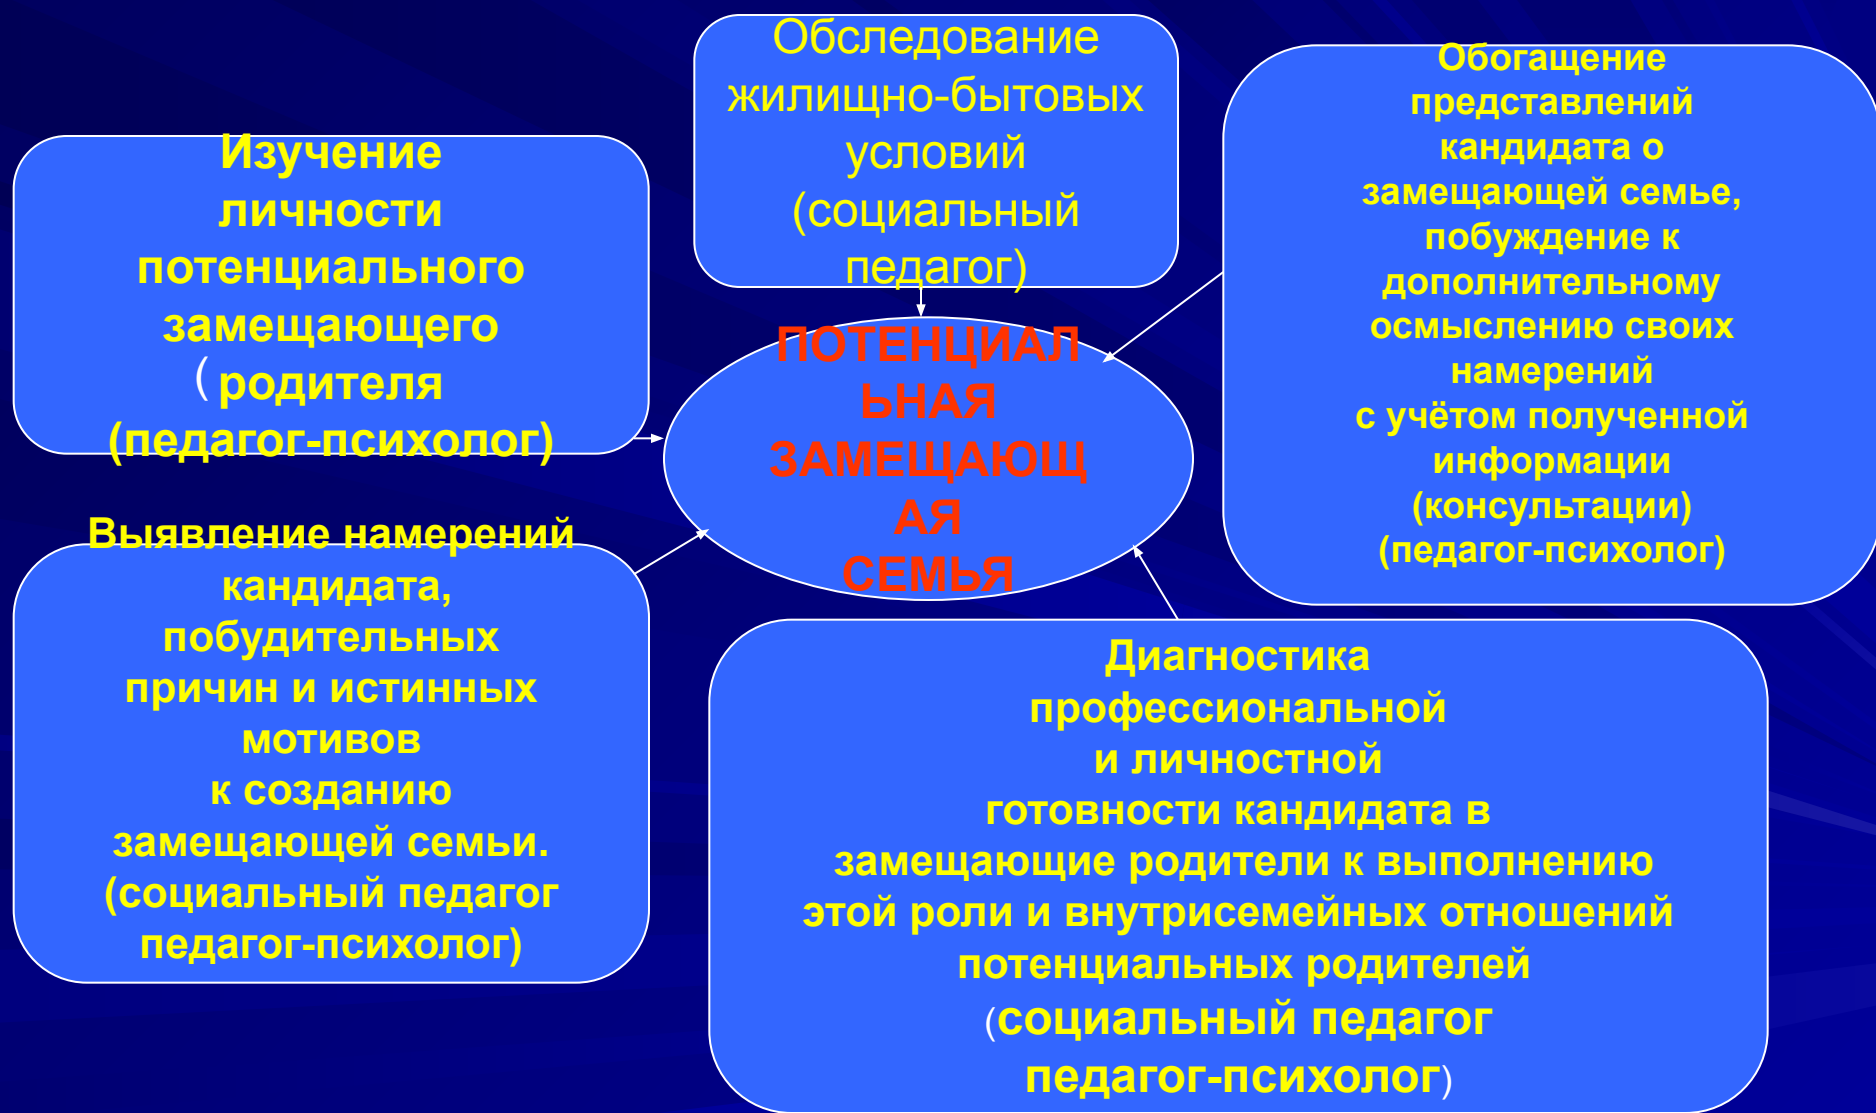 Обследование
жилищно-бытовых
условий
(социальный
педагог)
Изучение
личности
потенциального
замещающего
( родителя
(педагог-психолог)
Обогащение
представлений
кандидата о
замещающей семье,
побуждение к
дополнительному
осмыслению своих
намерений
с учётом полученной
информации
(консультации)
(педагог-психолог)
ПОТЕНЦИАЛ
ЬНАЯ
ЗАМЕЩАЮЩ
АЯ
СЕМЬЯ
Выявление намерений
кандидата,
побудительных
причин и истинных
мотивов
к созданию
замещающей семьи.
(социальный педагог
педагог-психолог)
Диагностика
профессиональной
и личностной
готовности кандидата в
замещающие родители к выполнению
этой роли и внутрисемейных отношений
потенциальных родителей
(социальный педагог
педагог-психолог)